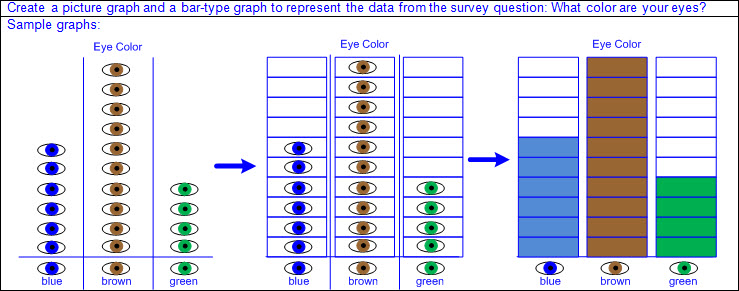 Create a picture graph and a bar-type graph to represent the data from the survey question: What color are your eyes?
Sample graphs:
Eye Color
Eye Color
Eye Color
blue
brown
green
blue
brown
green
blue
brown
green